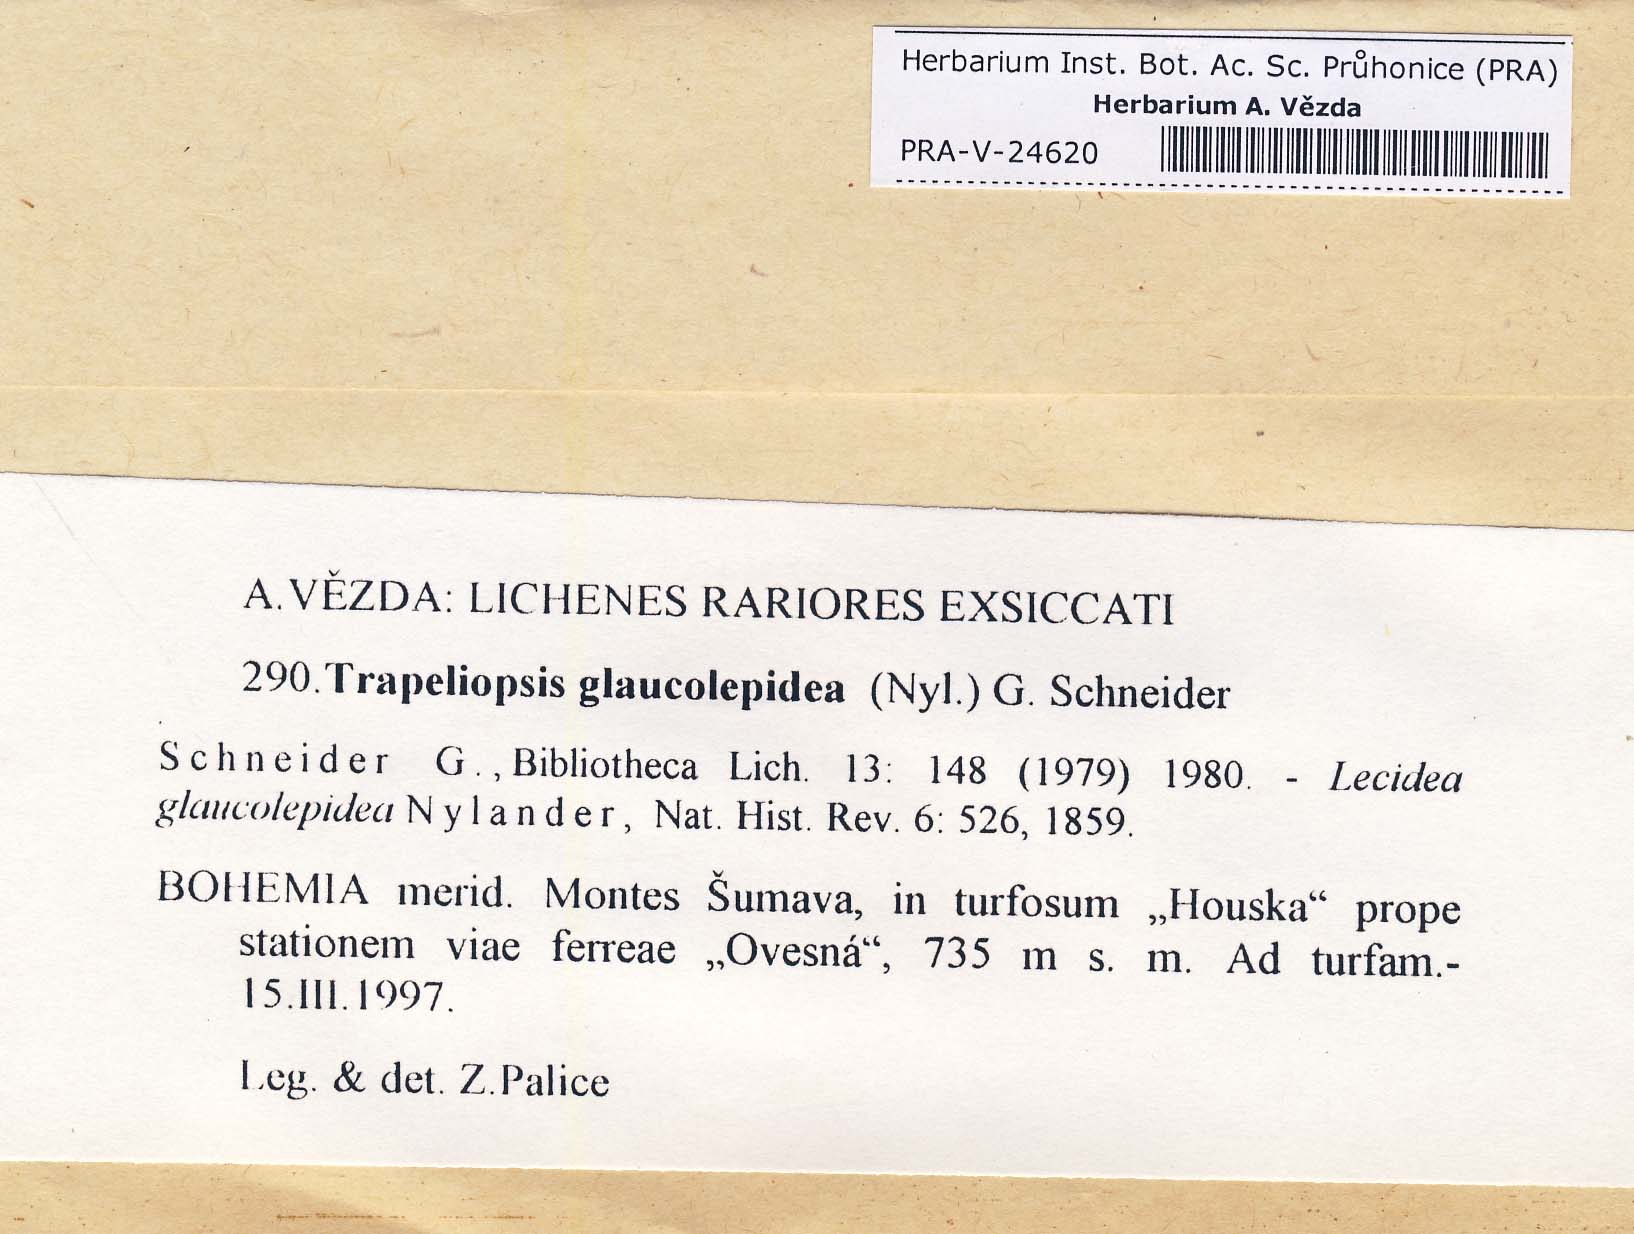 Herbarium Inst. Bot. Ac. Sc. Průhonice (PRA)
Herbarium A. Vězda
PRA-V-24620
A. VĚZDA: LICHENES RARIORES EXSICCATI
290. Trapeliopsis glaucolepidea (Nyl.) G. Schneider
Schneider G., Bibliotheca Lich. 13: 148 (1979) 1980. - Lecidea
glaucolepidea Nylander, Nat. Hist. Rev. 6: 526, 1859.
BOHEMIA merid. Montes Šumava, in turfosum „Houska“ prope
stationem viae ferreae „Ovesná“, 735 m s. m. Ad turfam.-
15.III.1997.
Leg. & det. Z.Palice